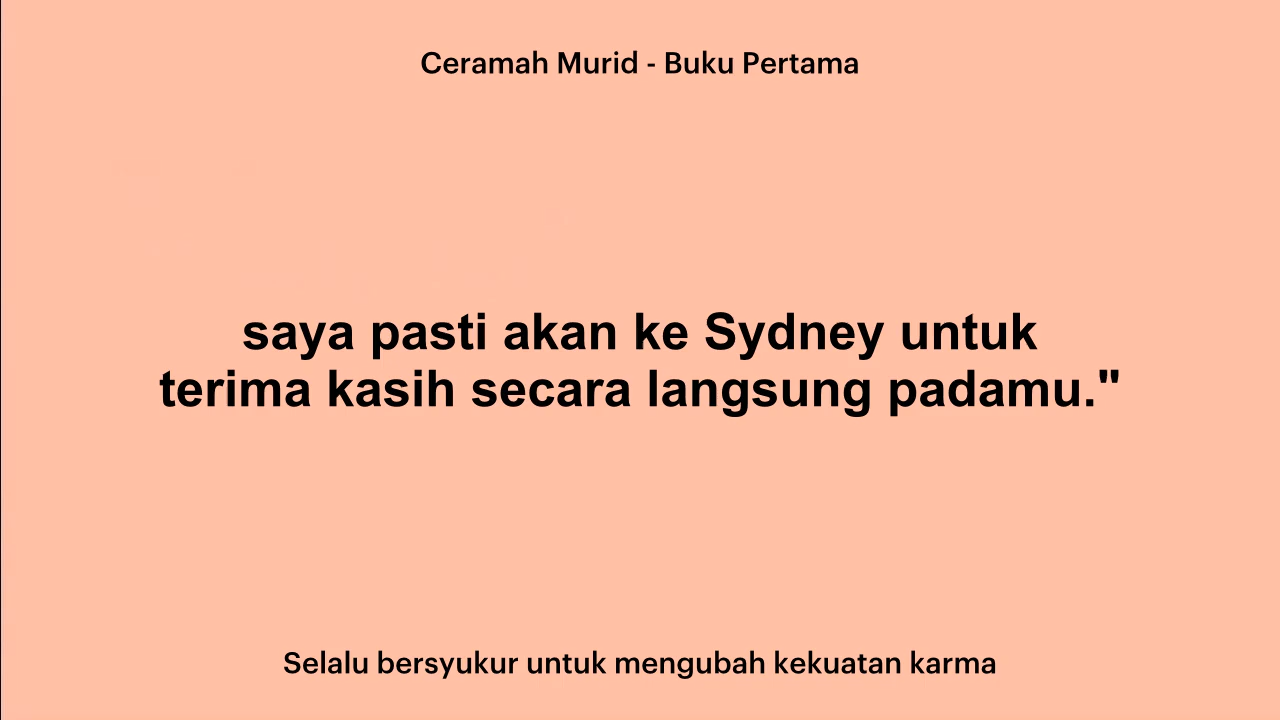 Ceramah Murid - Buku Pertama
saya pasti akan ke Sydney untuk
terima kasih secara langsung padamu."
Selalu bersyukur untuk mengubah kekuatan karma